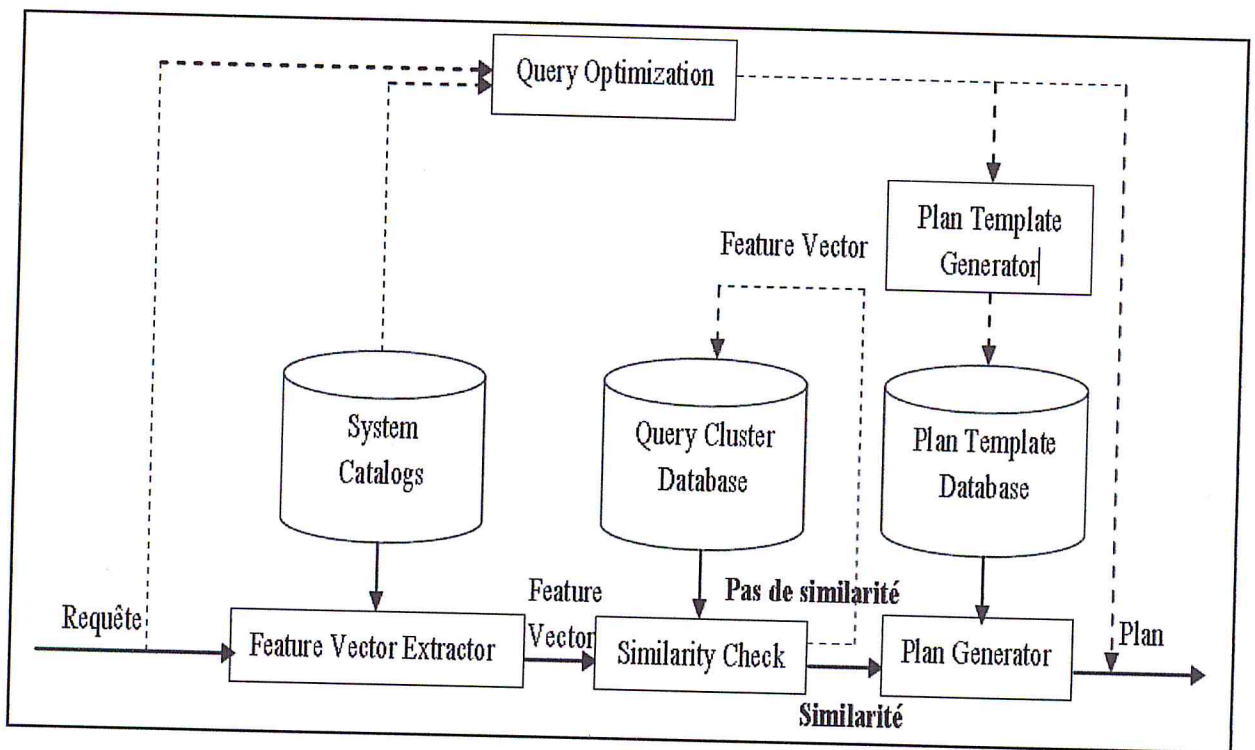 Query Optimization
Plan Template
Generator
Feature Vector
System
Catalogs
Query Cluster
Database
Plan Template
Database
Requête
Feature Vector Extractor
Feature
Vector
Pas de similarité
Similarity Check
Similarité
Plan Generator
Plan